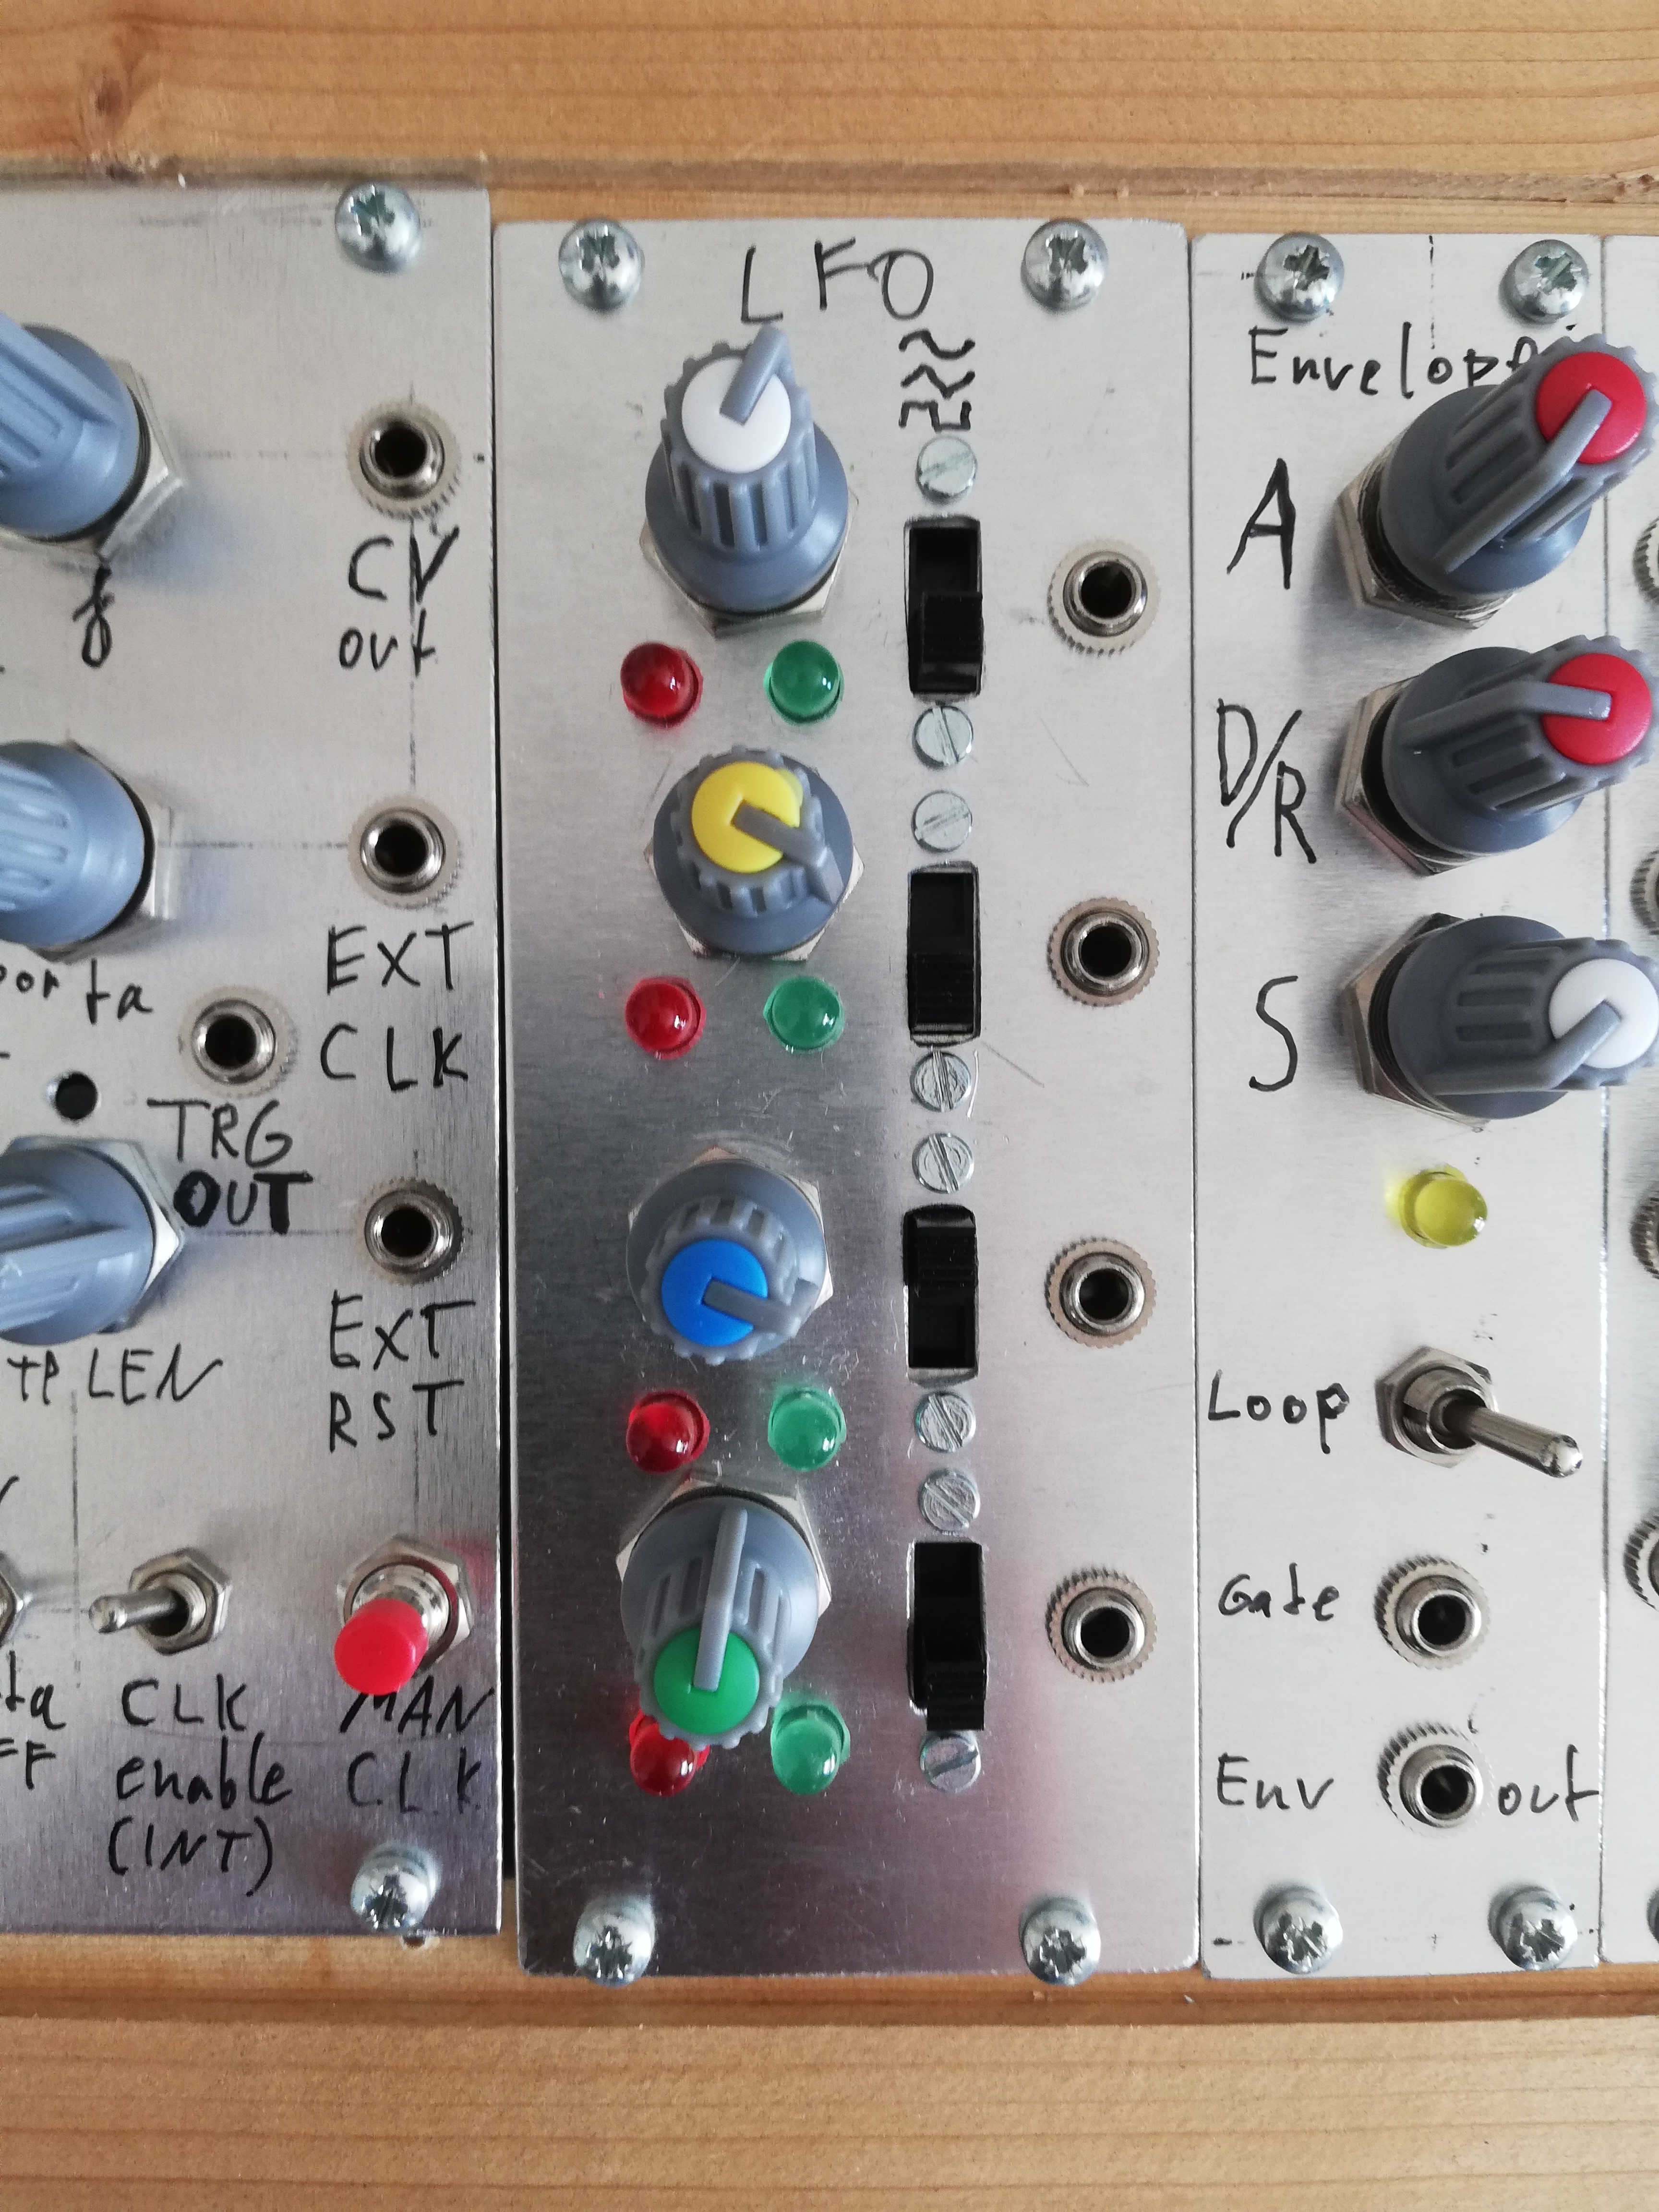 CV
out
EXT
CLK
TRG
OUT
LEN
EXT
RST
CLK
enable
(INT)
MAN
CLK
LFO
A
D/R
S
Loop
Gate
Env out